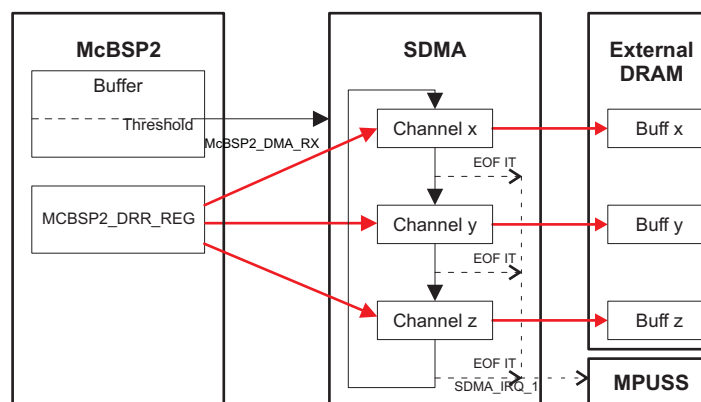 McBSP2
Buffer
Threshold
McBSP2_DMA_RX
MCBSP2_DRR_REG
SDMA
Channel x
EOF IT
Channel y
EOF IT
Channel z
EOF IT
SDMA_IRQ_1
External
DRAM
Buff x
Buff y
Buff z
MPUSS